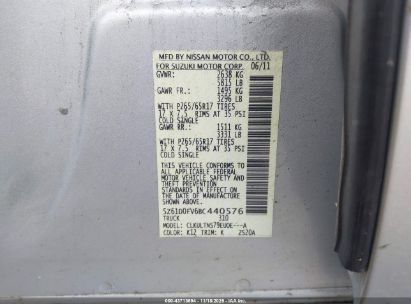 MFD BY NISSAN MOTOR CO., LTD.
FOR SUZUKI MOTOR CORP. 06/11
GVWR: 2638 KG
5815 LB
GAWR FR.: 1495 KG
3296 LB
WITH P265/65R17 TIRES
17 X 7.5 RIMS AT 35 PSI
COLD SINGLE
GAWR RR.: 1511 KG
3331 LB
WITH P265/65R17 TIRES
17 X 7.5 RIMS AT 35 PSI
COLD SINGLE
THIS VEHICLE CONFORMS TO
ALL APPLICABLE FEDERAL
MOTOR VEHICLE SAFETY AND
THEFT PREVENTION STANDARDS
IN EFFECT ON THE DATE OF
MANUFACTURE SHOWN ABOVE.
5Z61D0FV6BC440576
TRUCK 310
MODEL: CLKULTN579EUDE---A
COLOR: K12 TRIM: K 2520A